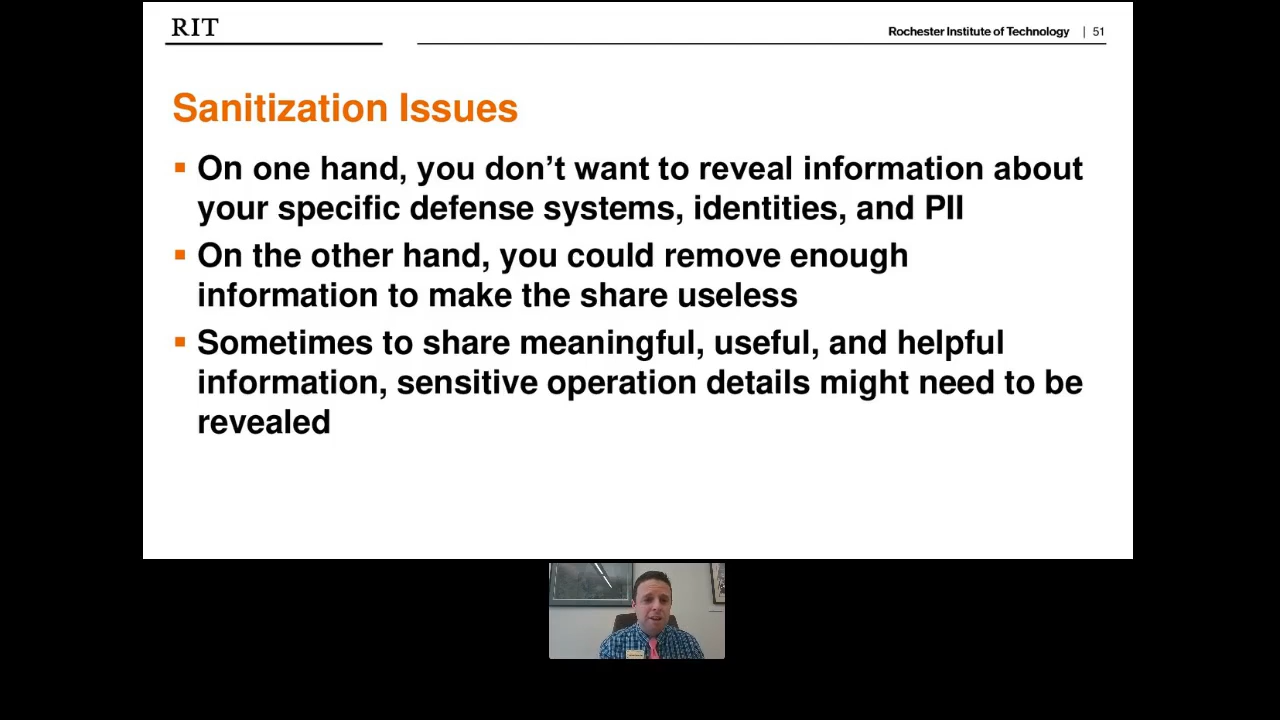 RIT
Rochester Institute of Technology | 51
Sanitization Issues
▪ On one hand, you don’t want to reveal information about
your specific defense systems, identities, and PII
▪ On the other hand, you could remove enough
information to make the share useless
▪ Sometimes to share meaningful, useful, and helpful
information, sensitive operation details might need to be
revealed